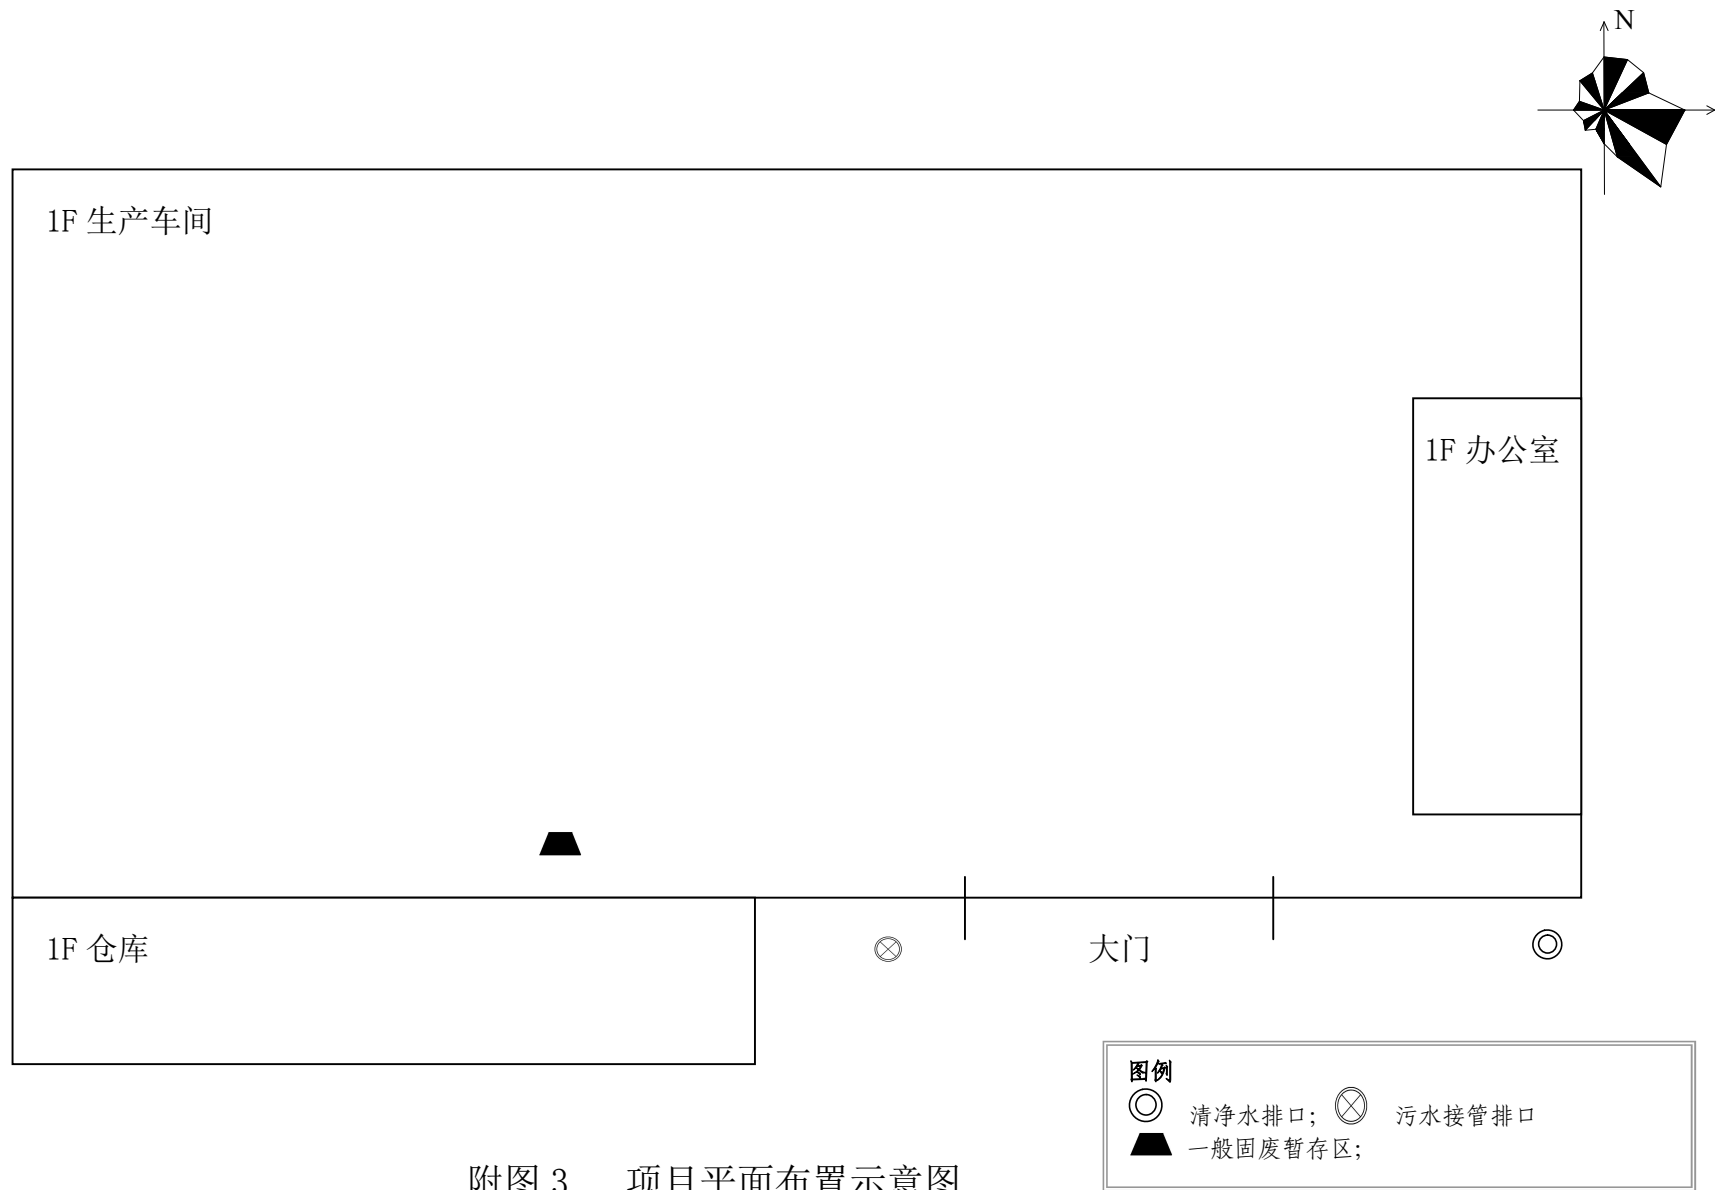 N
1F 生产车间
1F 办公室
1F 仓库
大门
图例
清净水排口；
污水接管排口
一般固废暂存区；
附图 3 项目平面布置示意图